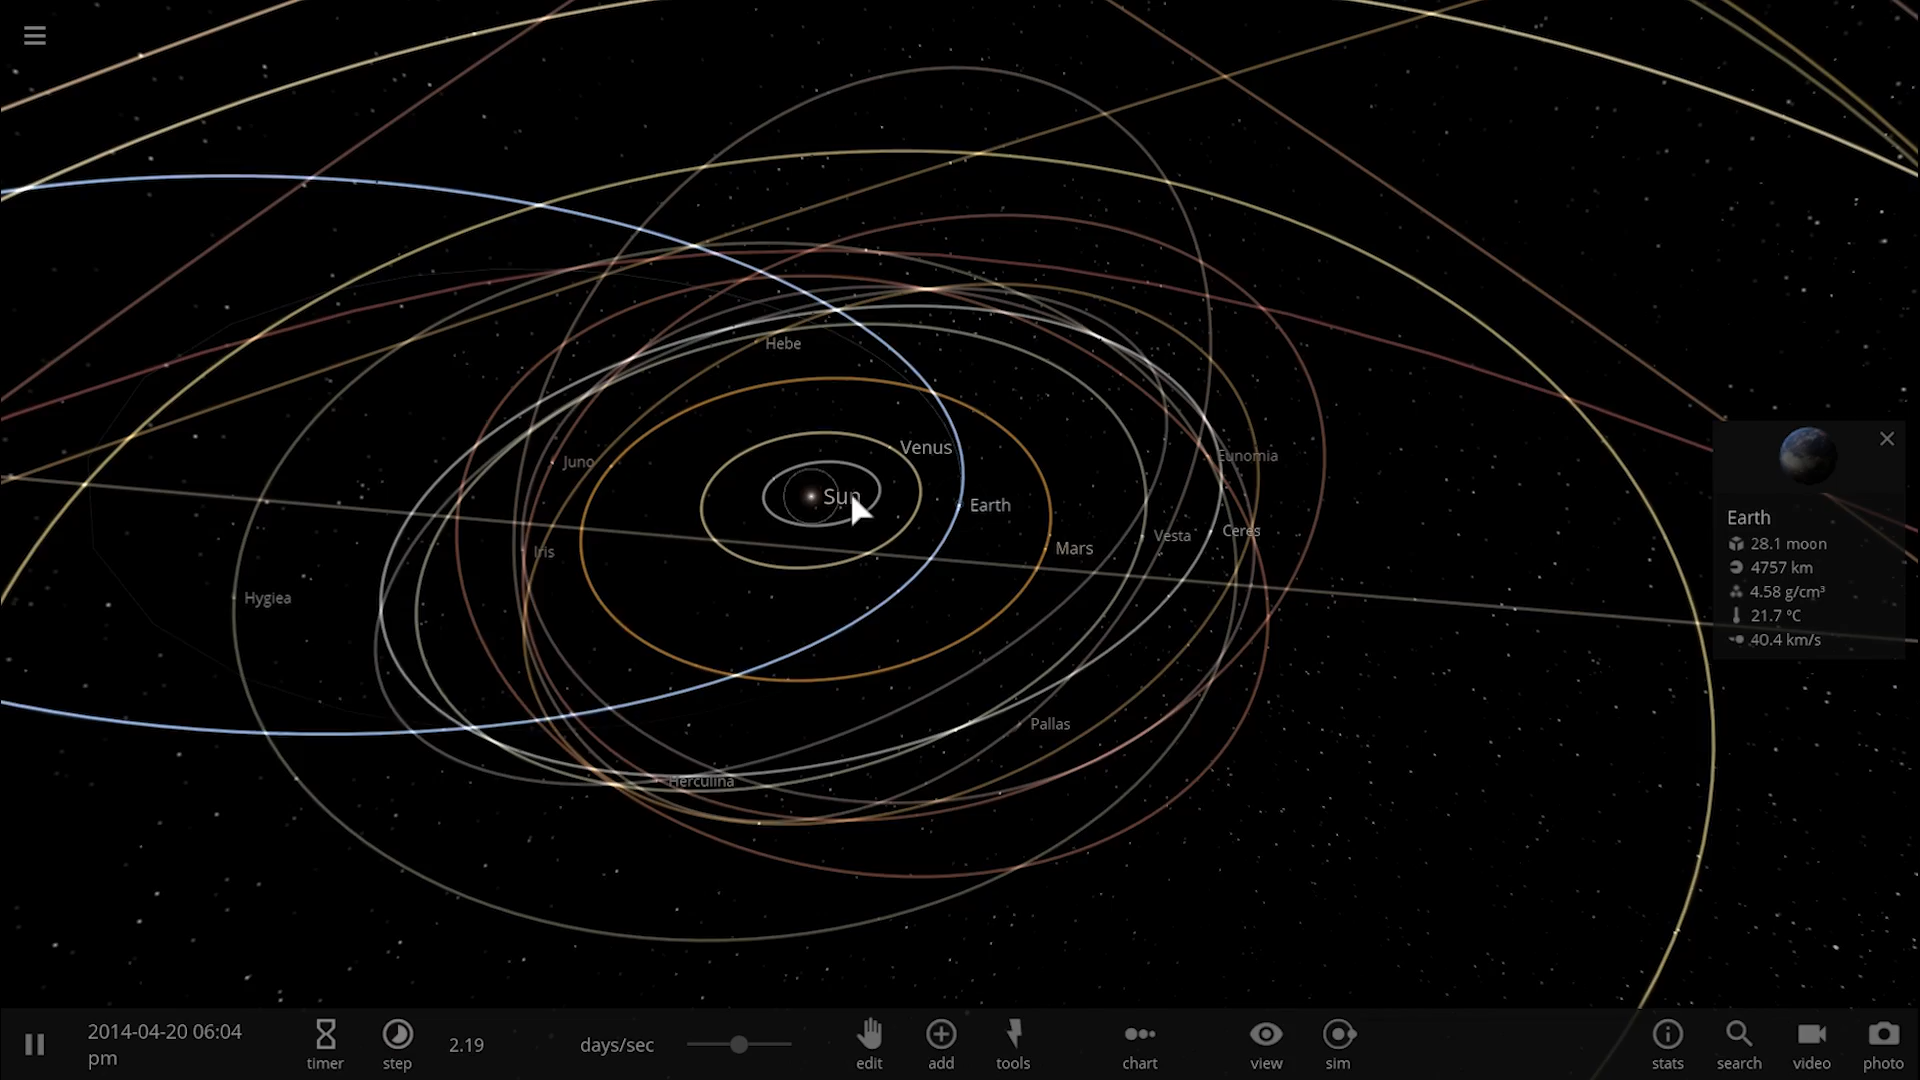 Hebe
Venus
Juno
Eunomia
Sun
Earth
Ceres
Vesta
Mars
Iris
Hygiea
Pallas
Herculina
Earth
28.1 moon
4757 km
4.58 g/cm³
21.7 °C
40.4 km/s
2014-04-20 06:04
pm
timer
step
2.19
days/sec
edit
add
tools
chart
view
sim
stats
search
video
photo